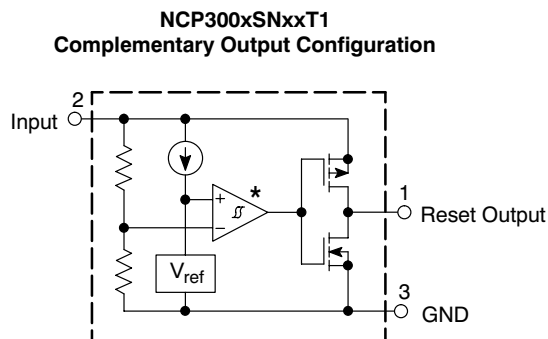 NCP300xSNxxT1
Complementary Output Configuration
2
Input
*
+
−
1
Reset Output
Vref
3
GND